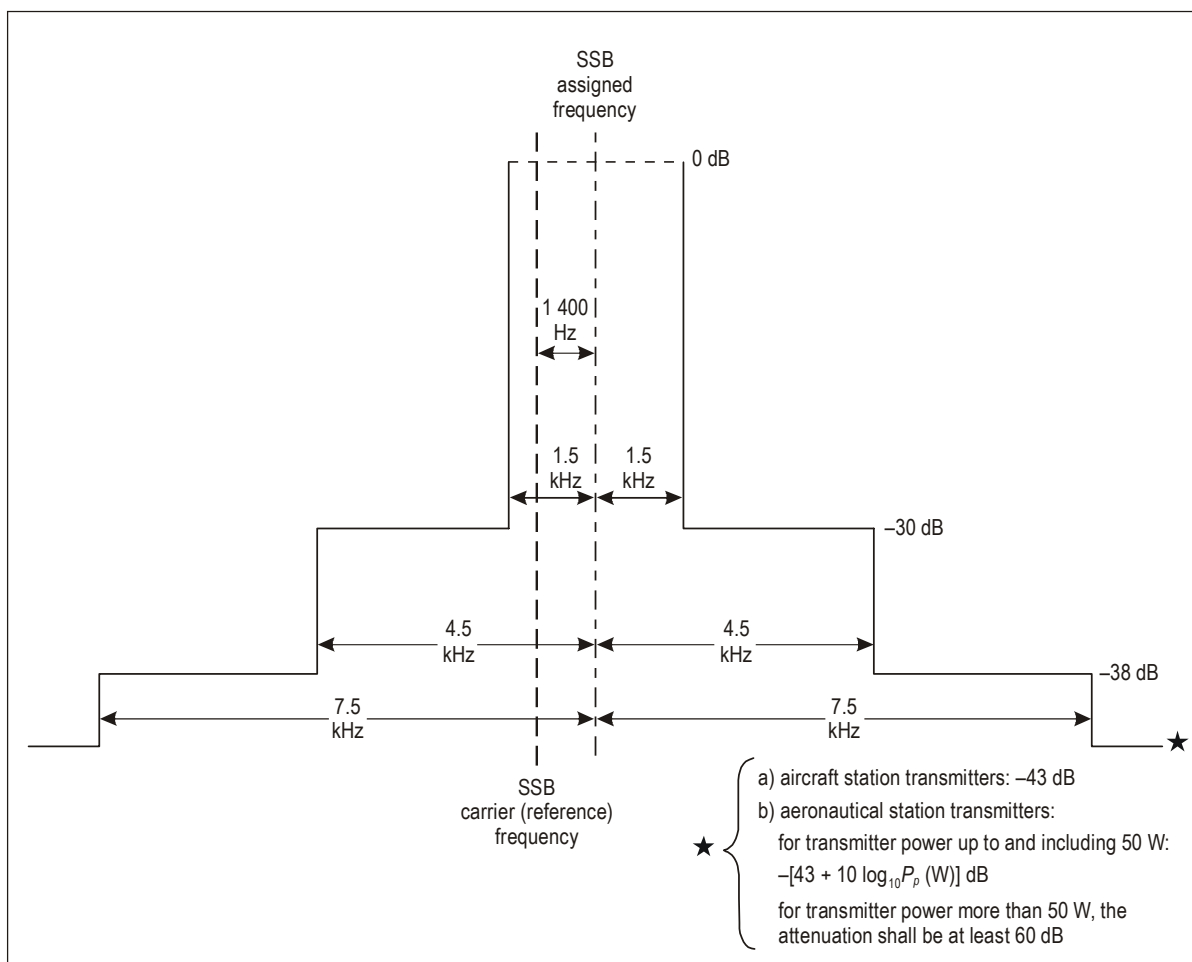 SSB
assigned
frequency
0 dB
1 400
Hz
1.5
kHz
1.5
kHz
–30 dB
4.5
kHz
4.5
kHz
–38 dB
7.5
kHz
7.5
kHz
★
SSB
carrier (reference)
frequency
★
a) aircraft station transmitters: –43 dB
b) aeronautical station transmitters:
for transmitter power up to and including 50 W:
–[43 + 10 log₁₀Pₚ (W)] dB
for transmitter power more than 50 W, the
attenuation shall be at least 60 dB